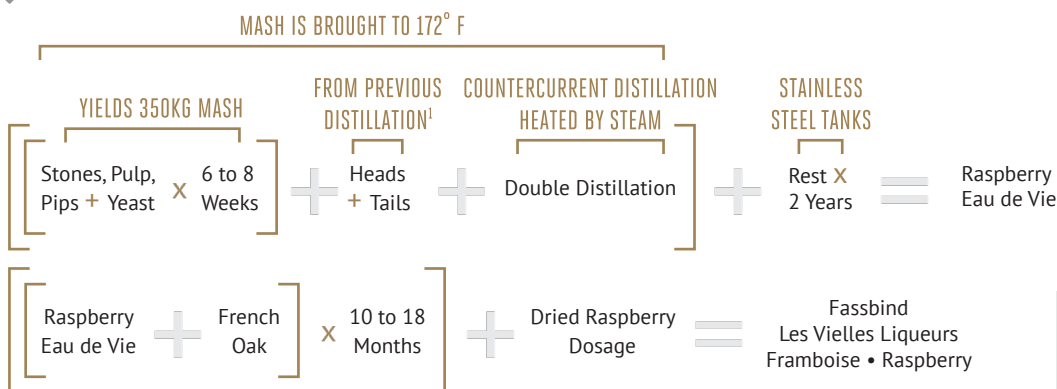 MASH IS BROUGHT TO 172° F
YIELDS 350KG MASH
FROM PREVIOUS
DISTILLATION¹
COUNTERCURRENT DISTILLATION
HEATED BY STEAM
STAINLESS
STEEL TANKS
Stones, Pulp,
Pips + Yeast
x
6 to 8
Weeks
+
Heads
+ Tails
+
Double Distillation
+
Rest x
2 Years
=
Raspberry
Eau de Vie
Raspberry
Eau de Vie
+
French
Oak
x
10 to 18
Months
+
Dried Raspberry
Dosage
=
Fassbind
Les Vielles Liqueurs
Framboise • Raspberry